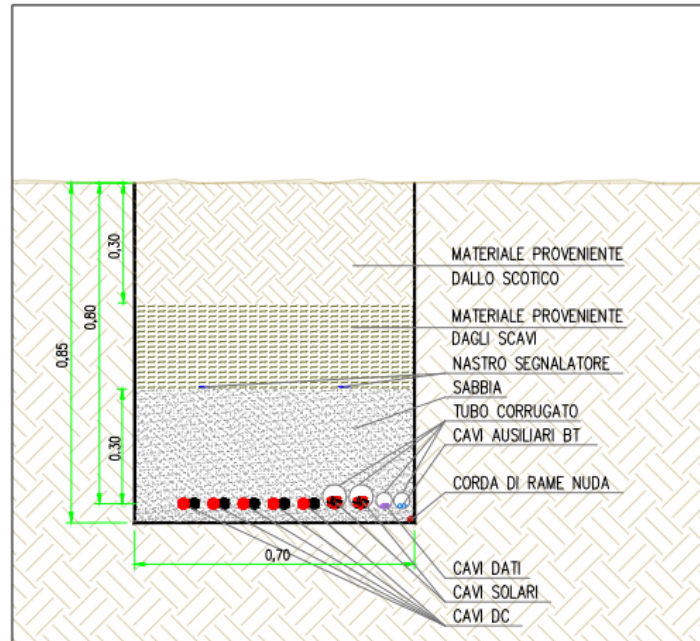 MATERIALE PROVENIENTE
DALLO SCOTICO
MATERIALE PROVENIENTE
DAGLI SCAVI
NASTRO SEGNALATORE
SABBIA
TUBO CORRUGATO
CAVI AUSILIARI BT
CORDA DI RAME NUDA
CAVI DATI
CAVI SOLARI
CAVI DC
0,85
0,80
0,30
0.30
0,70